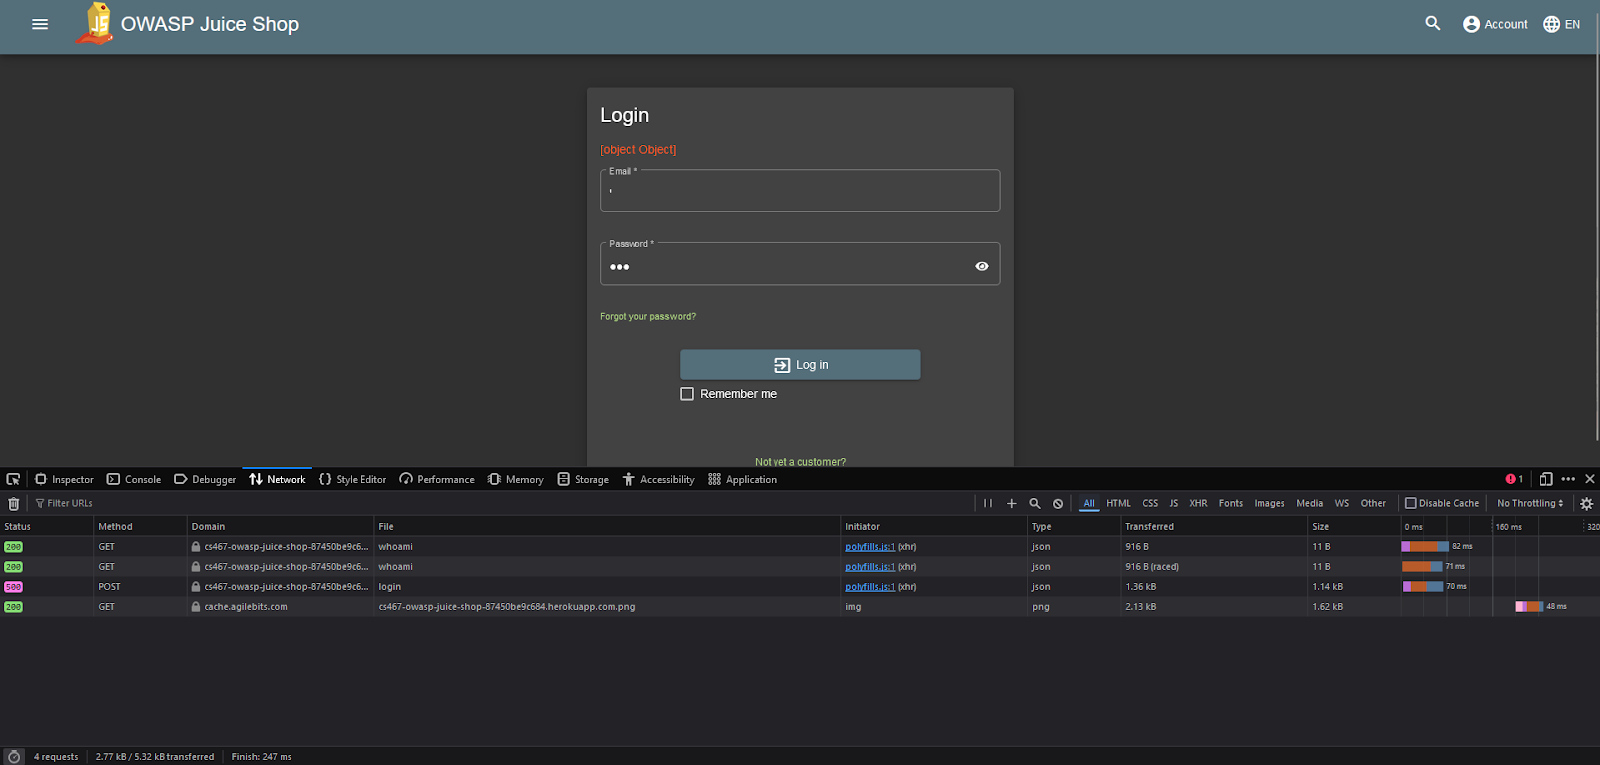 JS OWASP Juice Shop Account EN
Login
[object Object]
Email *
'
Password *
•••
Forgot your password?
Log in
Remember me
Not yet a customer?
Inspector Console Debugger Network {} Style Editor Performance Memory Storage Accessibility Application 1
Filter URLs All HTML CSS JS XHR Fonts Images Media WS Other Disable Cache No Throttling
Status Method Domain File Initiator Type Transferred Size 0 ms 160 ms 320
200 GET cs467-owasp-juice-shop-87450be9c6... whoami polyfills.js:1 (xhr) json 916 B 11 B 82 ms
200 GET cs467-owasp-juice-shop-87450be9c6... whoami polyfills.js:1 (xhr) json 916 B (raced) 11 B 71 ms
500 POST cs467-owasp-juice-shop-87450be9c6... login polyfills.js:1 (xhr) json 1.36 kB 1.14 kB 70 ms
200 GET cache.agilebits.com cs467-owasp-juice-shop-87450be9c684.herokuapp.com.png img png 2.13 kB 1.62 kB 48 ms
4 requests 2.77 kB / 5.32 kB transferred Finish: 247 ms